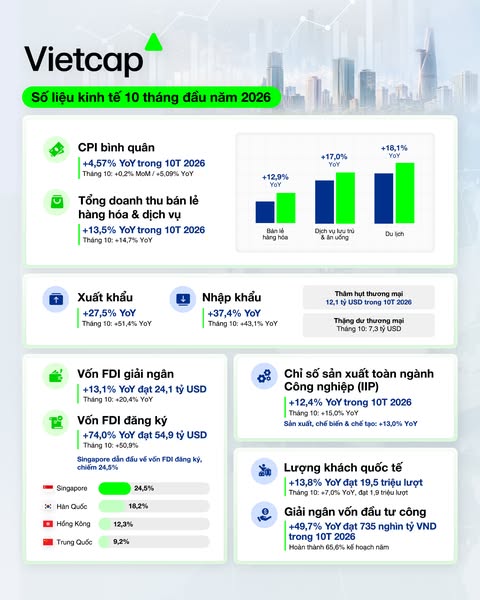 Vietcap
Số liệu kinh tế 10 tháng đầu năm 2026
CPI bình quân
+4,57% YoY trong 10T 2026
Tháng 10: +0,2% MoM / +5,09% YoY
Tổng doanh thu bán lẻ
hàng hóa & dịch vụ
+13,5% YoY trong 10T 2026
Tháng 10: +14,7% YoY
+12,9%
YoY
+17,0%
YoY
+18,1%
YoY
Bán lẻ
hàng hóa
Dịch vụ lưu trú
& ăn uống
Du lịch
Xuất khẩu
+27,5% YoY
Tháng 10: +51,4% YoY
Nhập khẩu
+37,4% YoY
Tháng 10: +43,1% YoY
Thâm hụt thương mại
12,1 tỷ USD trong 10T 2026
Thặng dư thương mại
Tháng 10: 7,3 tỷ USD
Vốn FDI giải ngân
+13,1% YoY đạt 24,1 tỷ USD
Tháng 10: +20,4% YoY
Vốn FDI đăng ký
+74,0% YoY đạt 54,9 tỷ USD
Tháng 10: +50,9%
Singapore dẫn đầu về vốn FDI đăng ký,
chiếm 24,5%
Singapore 24,5%
Hàn Quốc 18,2%
Hồng Kông 12,3%
Trung Quốc 9,2%
Chỉ số sản xuất toàn ngành
Công nghiệp (IIP)
+12,4% YoY trong 10T 2026
Tháng 10: +15,0% YoY
Sản xuất, chế biến & chế tạo: +13,0% YoY
Lượng khách quốc tế
+13,8% YoY đạt 19,5 triệu lượt
Tháng 10: +7,0% YoY, đạt 1,9 triệu lượt
Giải ngân vốn đầu tư công
+49,7% YoY đạt 735 nghìn tỷ VND
trong 10T 2026
Hoàn thành 65,6% kế hoạch năm